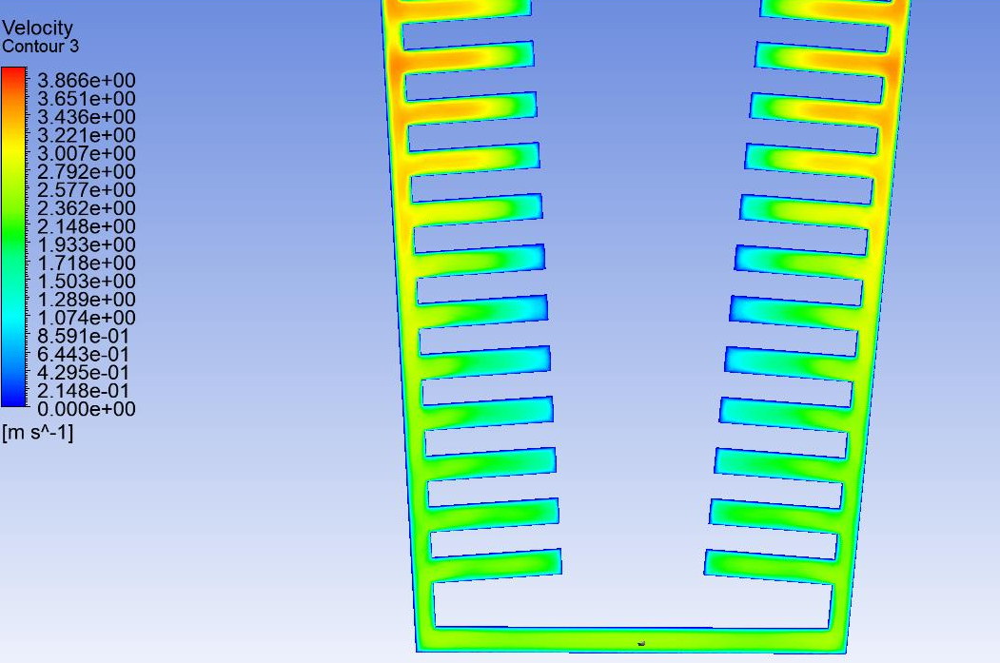 Velocity
Contour 3
3.866e+00
3.651e+00
3.436e+00
3.221e+00
3.007e+00
2.792e+00
2.577e+00
2.362e+00
2.148e+00
1.933e+00
1.718e+00
1.503e+00
1.289e+00
1.074e+00
8.591e-01
6.443e-01
4.295e-01
2.148e-01
0.000e+00
[m s^-1]